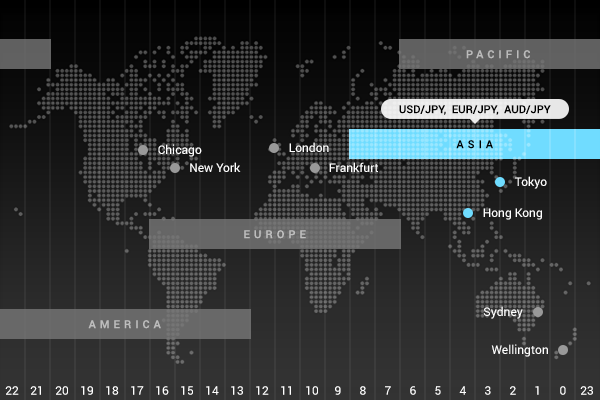 PACIFIC
USD/JPY, EUR/JPY, AUD/JPY
ASIA
Chicago
London
New York
Frankfurt
Tokyo
Hong Kong
EUROPE
Sydney
AMERICA
Wellington
22 21 20 19 18 17 16 15 14 13 12 11 10 9 8 7 6 5 4 3 2 1 0 23